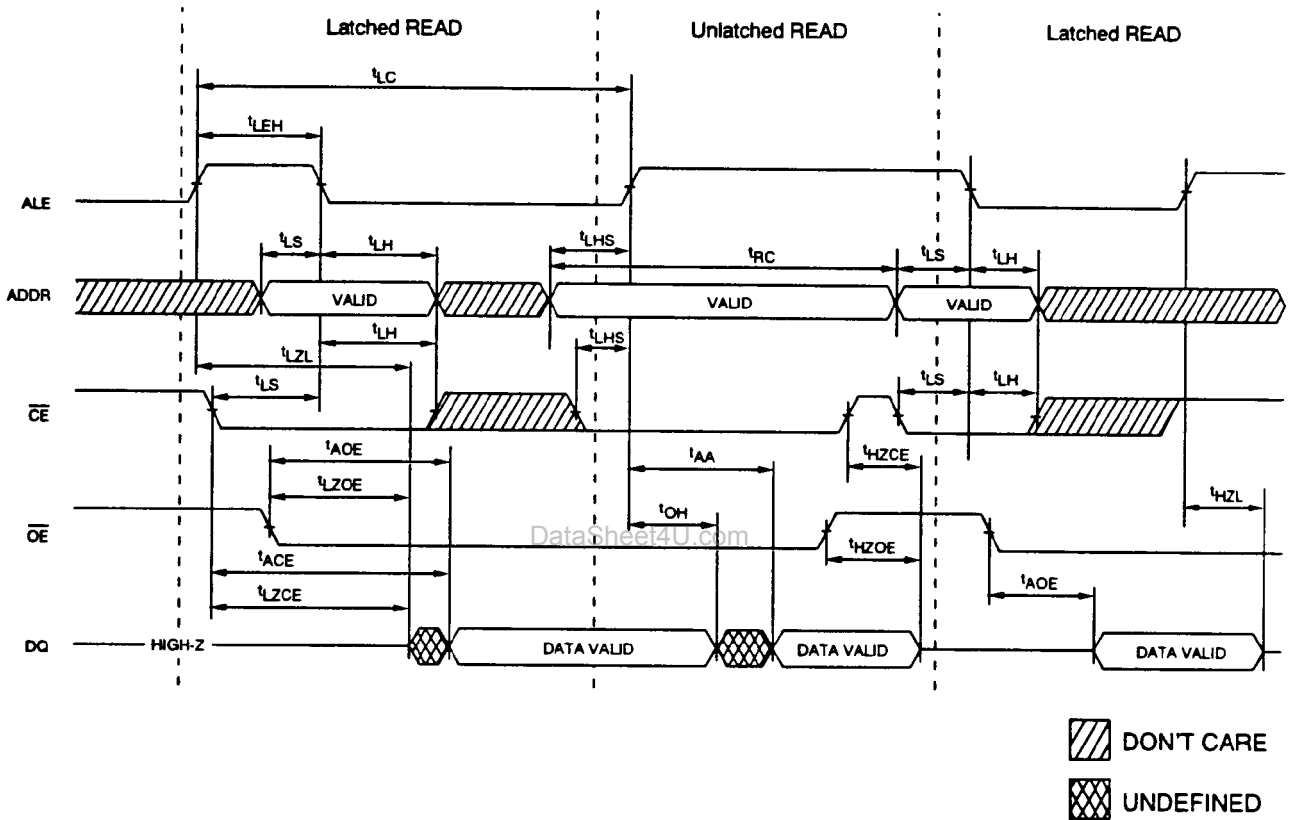 Latched READ
Unlatched READ
Latched READ
tLC
tLEH
ALE
tLS
tLH
tLHS
tRC
tLS
tLH
ADDR
VALID
VALID
VALID
tLH
tLHS
tLZL
tLS
tLS
tLH
CE
tAOE
tAA
tHZCE
tLZOE
tHZL
tOH
OE
DataSheet4U.com
tHZOE
tACE
tAOE
tLZCE
DQ
HIGH-Z
DATA VALID
DATA VALID
DATA VALID
DON'T CARE
UNDEFINED